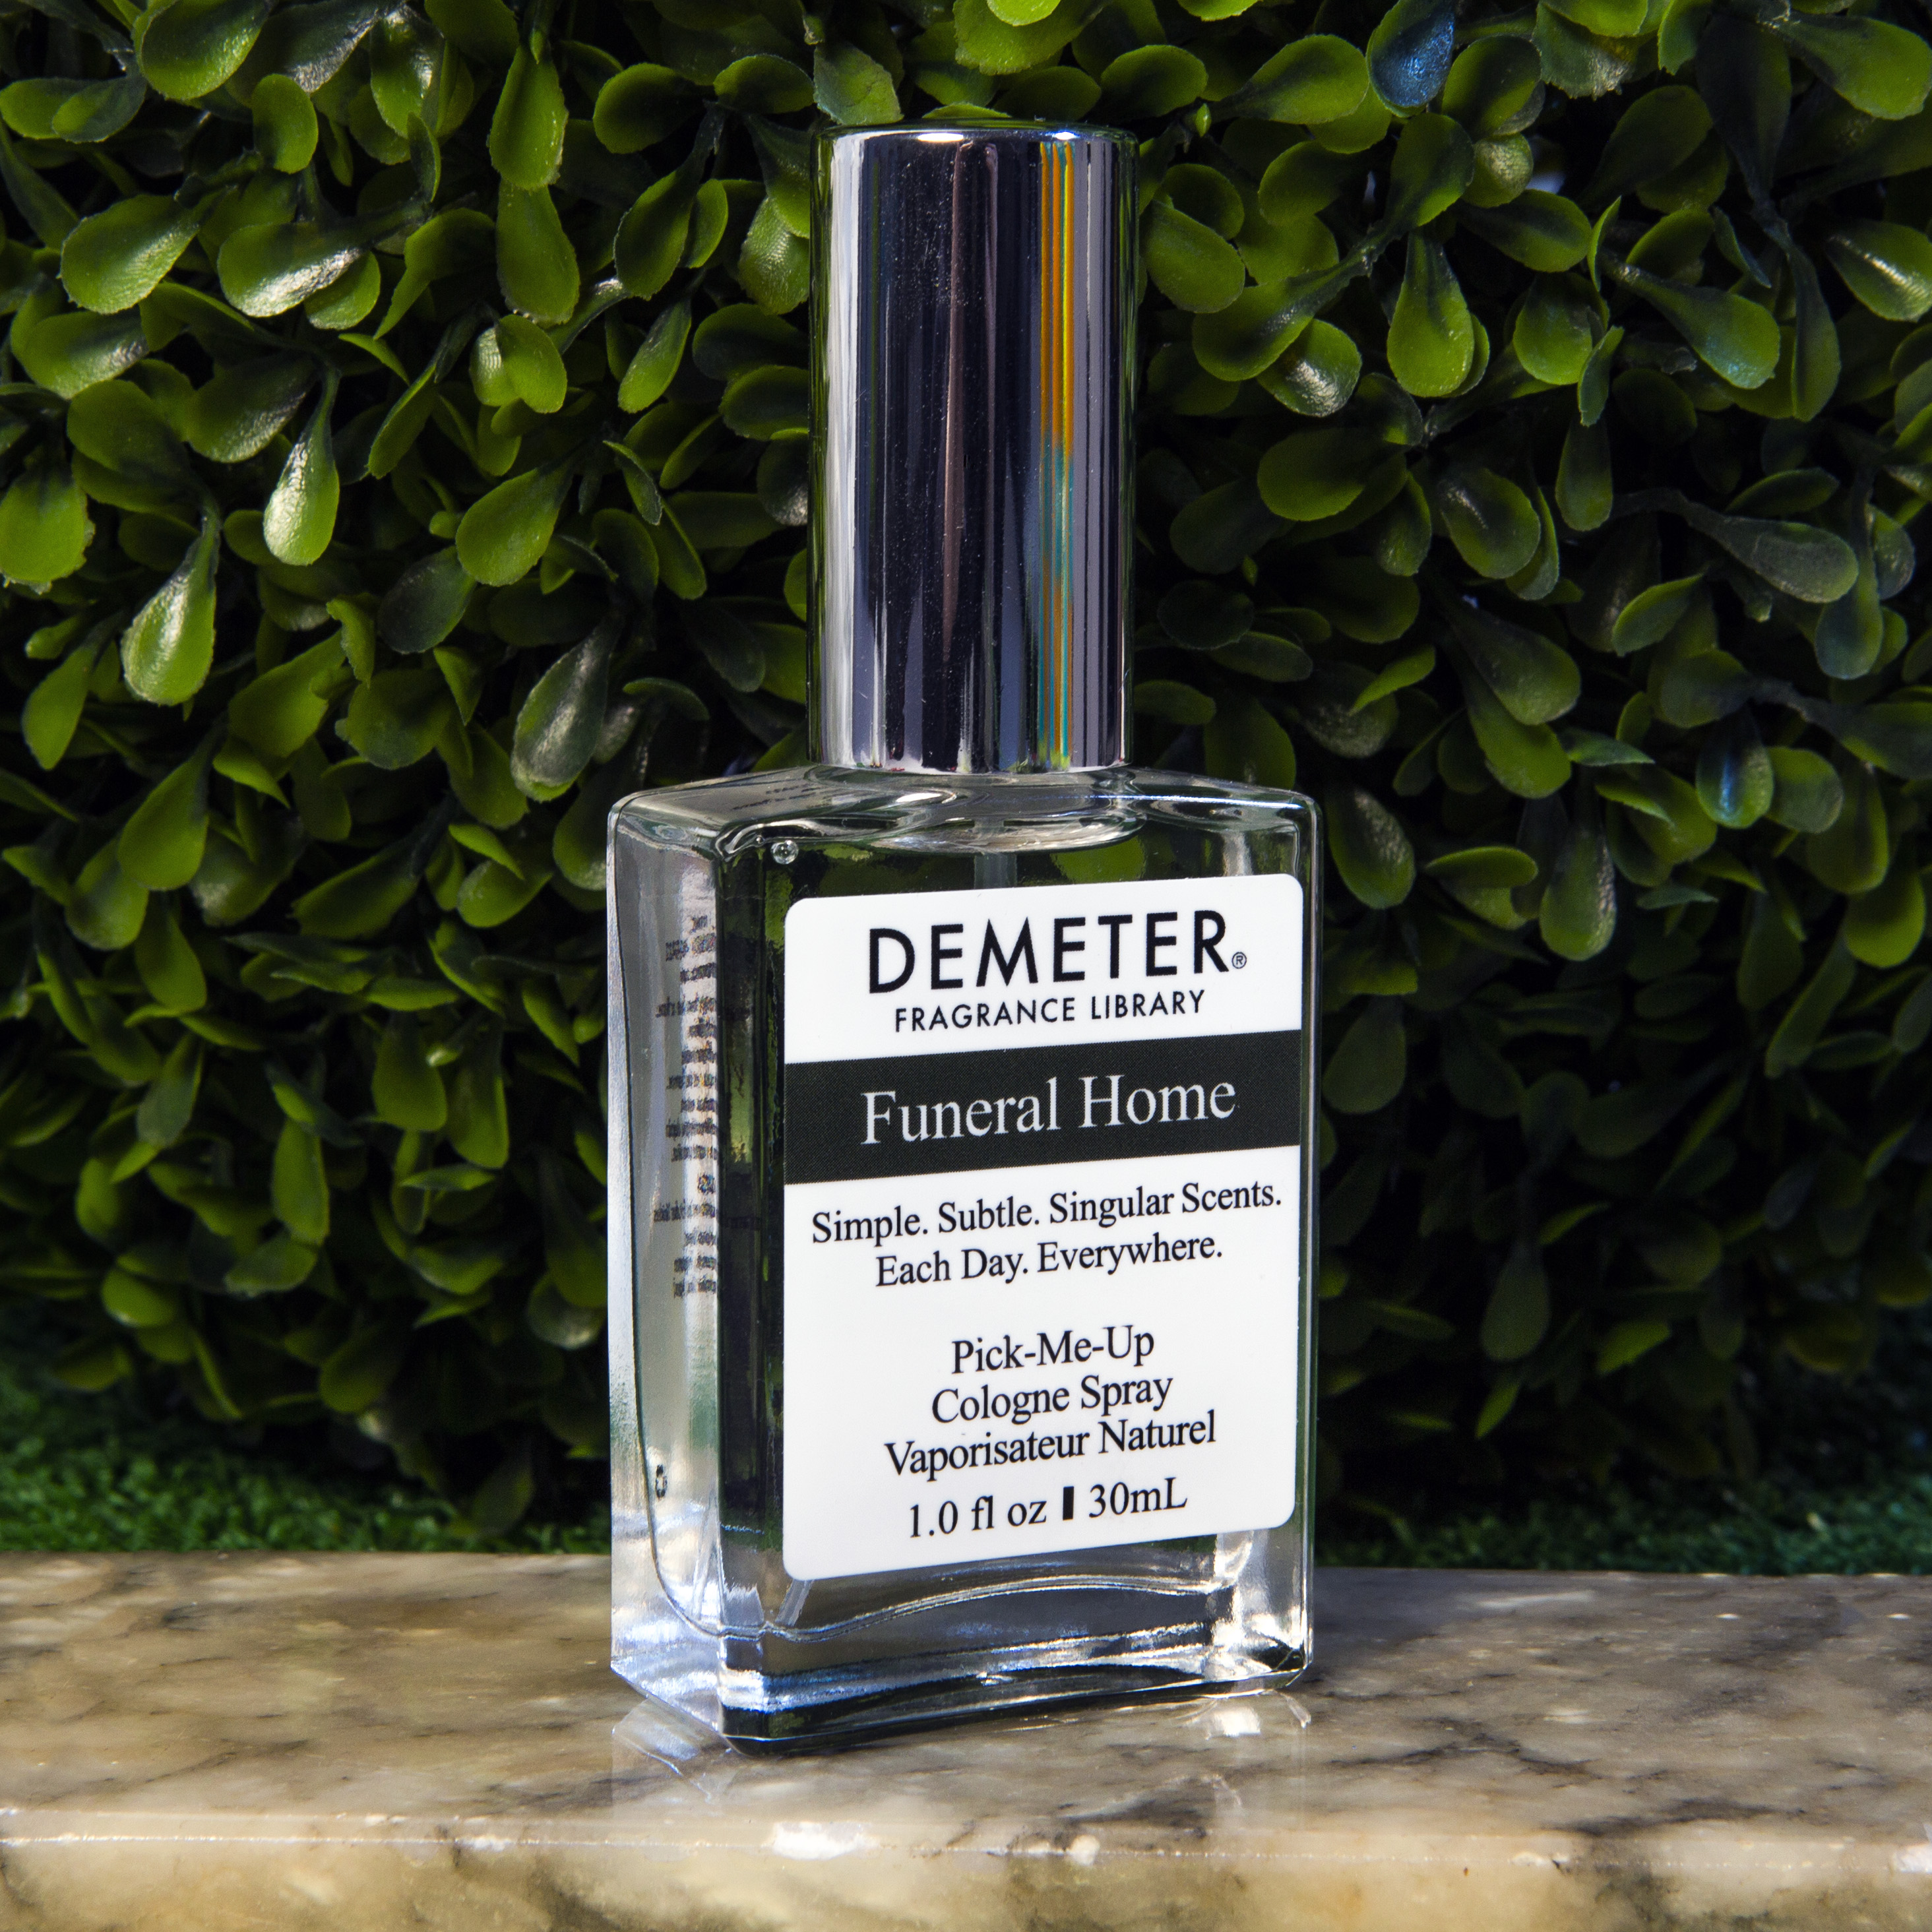 DEMETER®
FRAGRANCE LIBRARY
Funeral Home
Simple. Subtle. Singular Scents.
Each Day. Everywhere.
Pick-Me-Up
Cologne Spray
Vaporisateur Naturel
1.0 fl oz ▮ 30mL